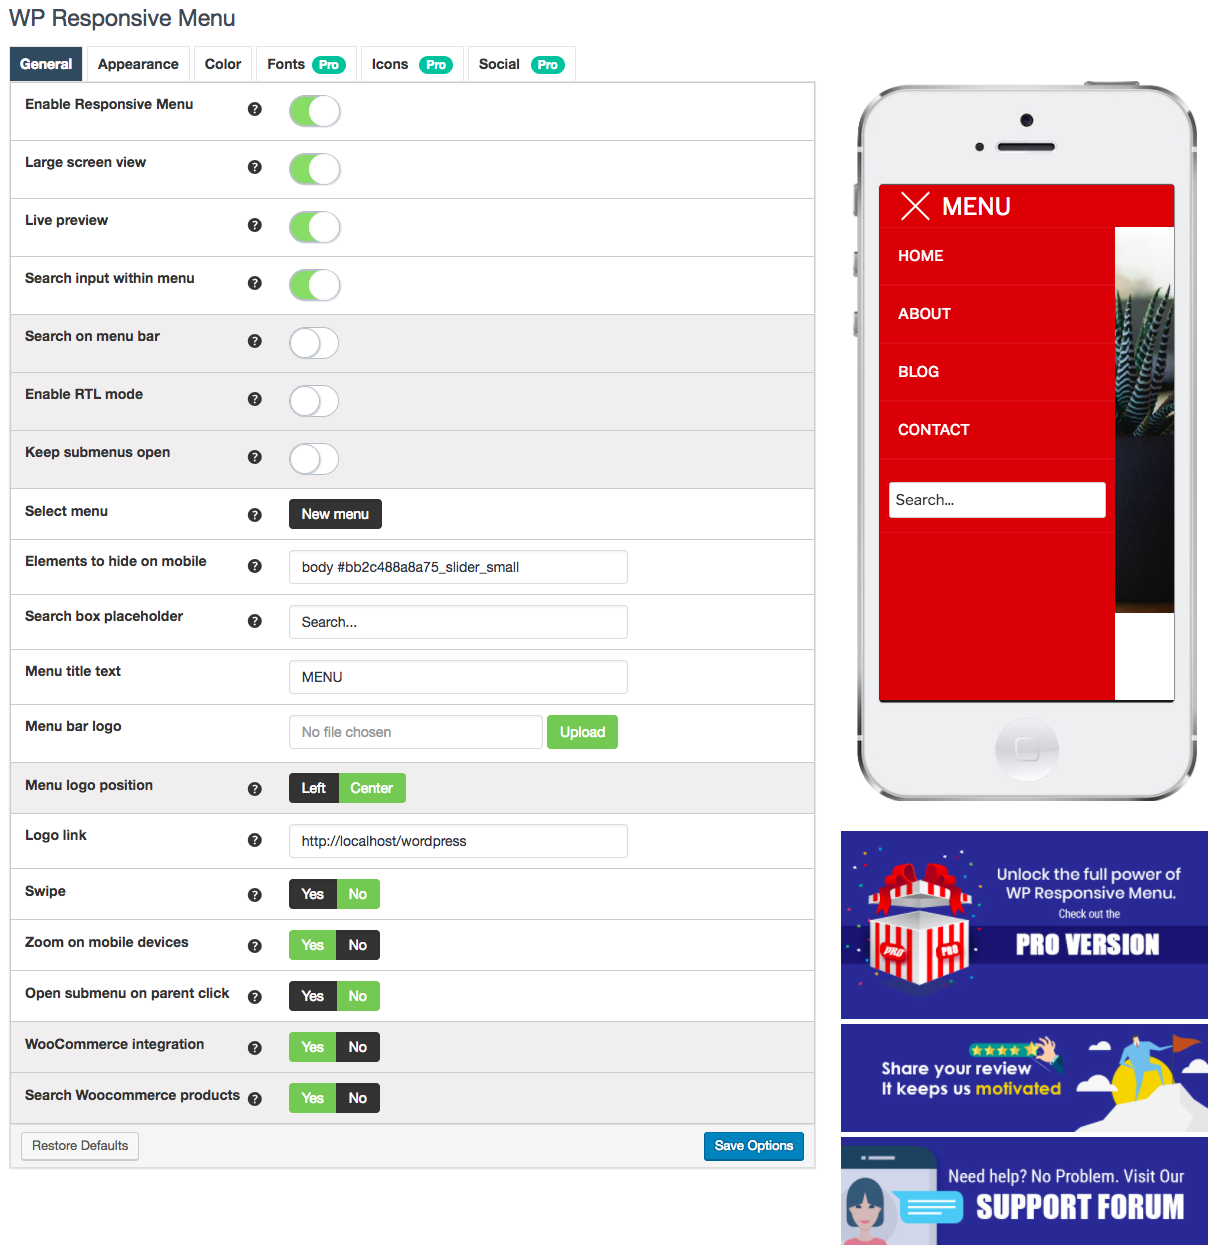 WP Responsive Menu
General Appearance Color Fonts Pro Icons Pro Social Pro
Enable Responsive Menu ?
Large screen view ?
Live preview ?
Search input within menu ?
Search on menu bar ?
Enable RTL mode ?
Keep submenus open ?
Select menu ? New menu
Elements to hide on mobile ? body #bb2c488a8a75_slider_small
Search box placeholder ? Search...
Menu title text MENU
Menu bar logo No file chosen Upload
Menu logo position ? Left Center
Logo link ? http://localhost/wordpress
Swipe ? Yes No
Zoom on mobile devices ? Yes No
Open submenu on parent click ? Yes No
WooCommerce integration ? Yes No
Search Woocommerce products ? Yes No
Restore Defaults Save Options
MENU
HOME
ABOUT
BLOG
CONTACT
Search...
Unlock the full power of
WP Responsive Menu.
Check out the
PRO VERSION
PRO PRO
Share your review
It keeps us motivated
Need help? No Problem. Visit Our
SUPPORT FORUM